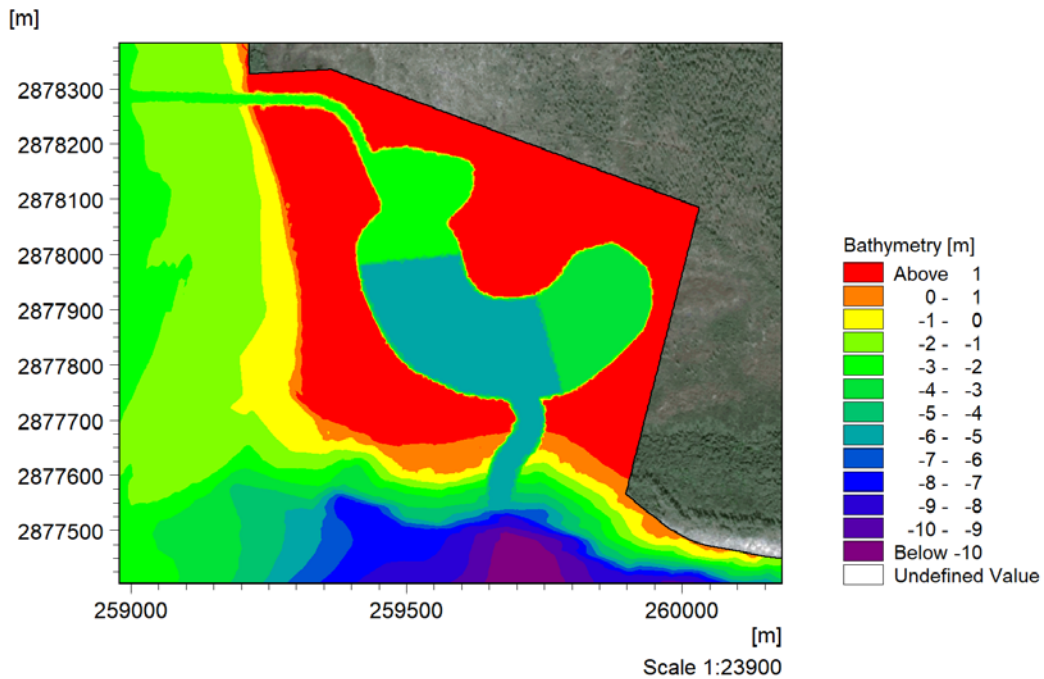 [m]
2878300
2878200
2878100
2878000
2877900
2877800
2877700
2877600
2877500
259000 259500 260000
[m]
Scale 1:23900
Bathymetry [m]
Above 1
0 - 1
-1 - 0
-2 - -1
-3 - -2
-4 - -3
-5 - -4
-6 - -5
-7 - -6
-8 - -7
-9 - -8
-10 - -9
Below -10
Undefined Value